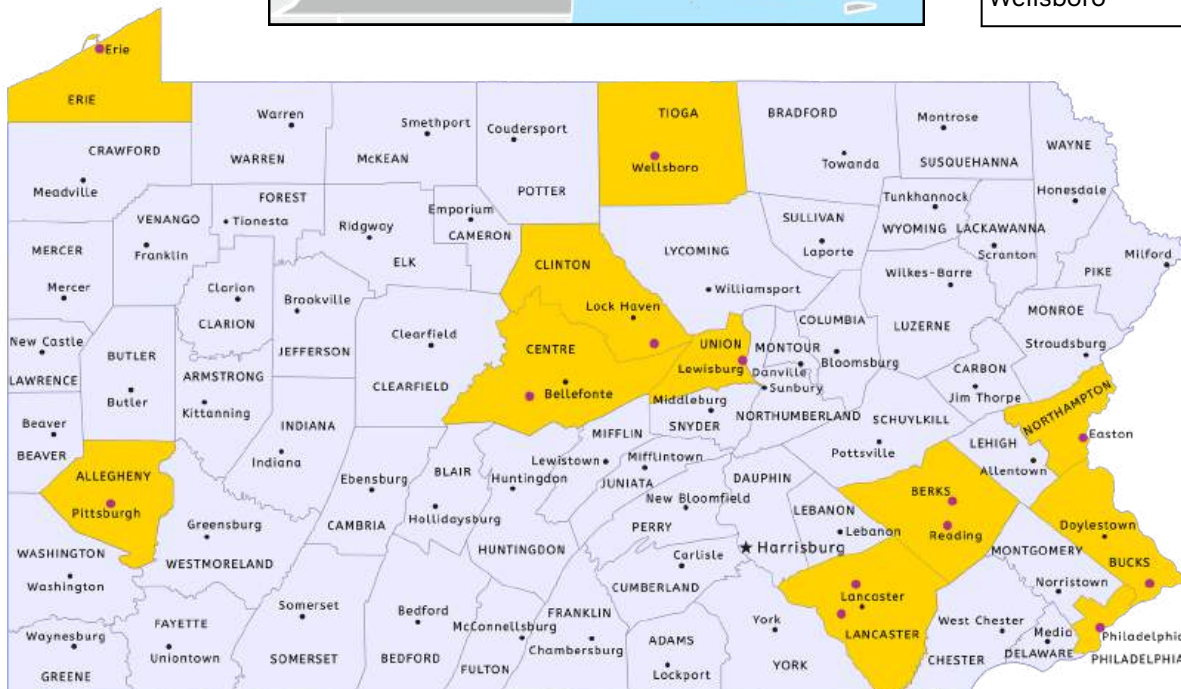 Wellsboro
Erie
ERIE
Warren
WARREN
Smethport
McKEAN
Coudersport
POTTER
TIOGA
Wellsboro
BRADFORD
Towanda
Montrose
SUSQUEHANNA
WAYNE
Honesdale
CRAWFORD
Meadville
VENANGO
Franklin
FOREST
Tionesta
Ridgway
ELK
Emporium
CAMERON
SULLIVAN
Laporte
Tunkhannock
WYOMING
LACKAWANNA
Scranton
Milford
PIKE
MERCER
Mercer
Clarion
CLARION
Brookville
JEFFERSON
CLINTON
Lock Haven
LYCOMING
Williamsport
Wilkes-Barre
LUZERNE
MONROE
Stroudsburg
New Castle
LAWRENCE
BUTLER
Butler
ARMSTRONG
Kittanning
Clearfield
CLEARFIELD
CENTRE
Bellefonte
UNION
Lewisburg
MONTOUR
Danville
Sunbury
COLUMBIA
Bloomsburg
CARBON
Jim Thorpe
Beaver
BEAVER
INDIANA
Indiana
Middleburg
SNYDER
NORTHUMBERLAND
SCHUYLKILL
Pottsville
NORTHAMPTON
Easton
LEHIGH
Allentown
ALLEGHENY
Pittsburgh
Ebensburg
CAMBRIA
BLAIR
Hollidaysburg
Huntingdon
HUNTINGDON
MIFFLIN
Lewistown
Mifflintown
JUNIATA
New Bloomfield
PERRY
DAUPHIN
LEBANON
Lebanon
BERKS
Reading
Doylestown
BUCKS
WASHINGTON
Washington
Greensburg
WESTMORELAND
Carlisle
CUMBERLAND
Harrisburg
MONTGOMERY
Norristown
Somerset
SOMERSET
Bedford
BEDFORD
McConnellsburg
FULTON
FRANKLIN
Chambersburg
Lancaster
LANCASTER
Waynesburg
GREENE
FAYETTE
Uniontown
ADAMS
Lockport
York
YORK
West Chester
CHESTER
Media
DELAWARE
Philadelphia
PHILADELPHIA